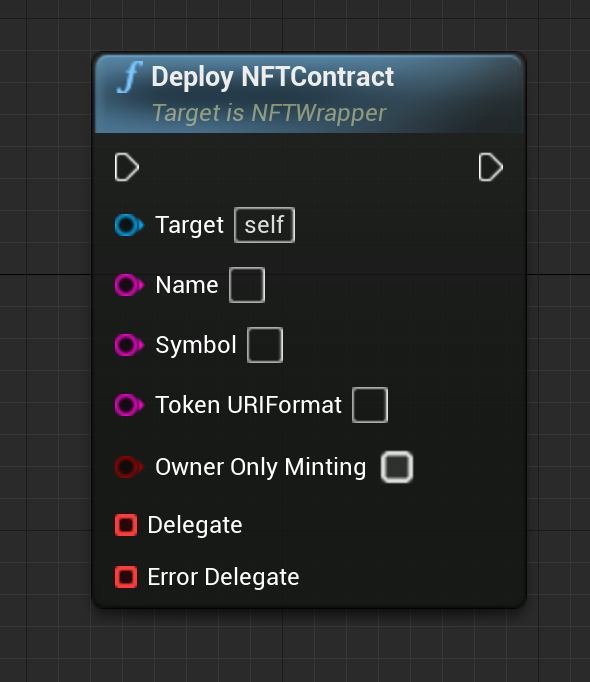 f Deploy NFTContract
Target is NFTWrapper
Target self
Name
Symbol
Token URIFormat
Owner Only Minting
Delegate
Error Delegate